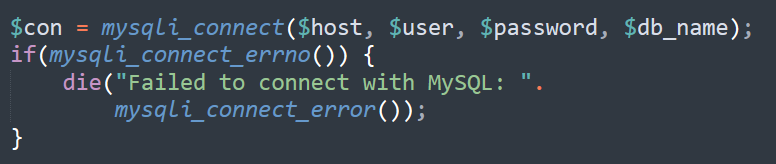 $con = mysqli_connect($host, $user, $password, $db_name);
if(mysqli_connect_errno()) {
    die("Failed to connect with MySQL: ".
        mysqli_connect_error());
}